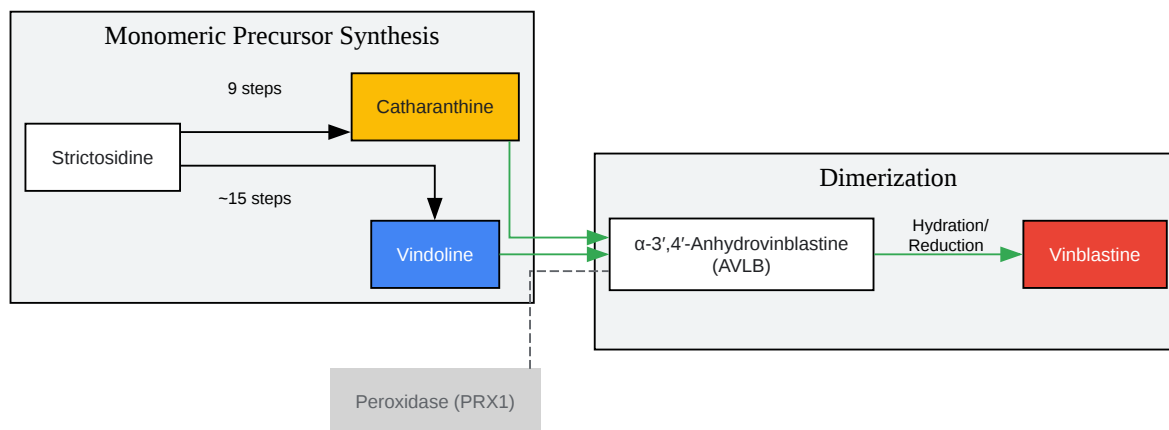 Monomeric Precursor Synthesis
9 steps
Catharanthine
Strictosidine
~15 steps
Vindoline
Dimerization
α-3′,4′-Anhydrovinblastine
(AVLB)
Hydration/
Reduction
Vinblastine
Peroxidase (PRX1)